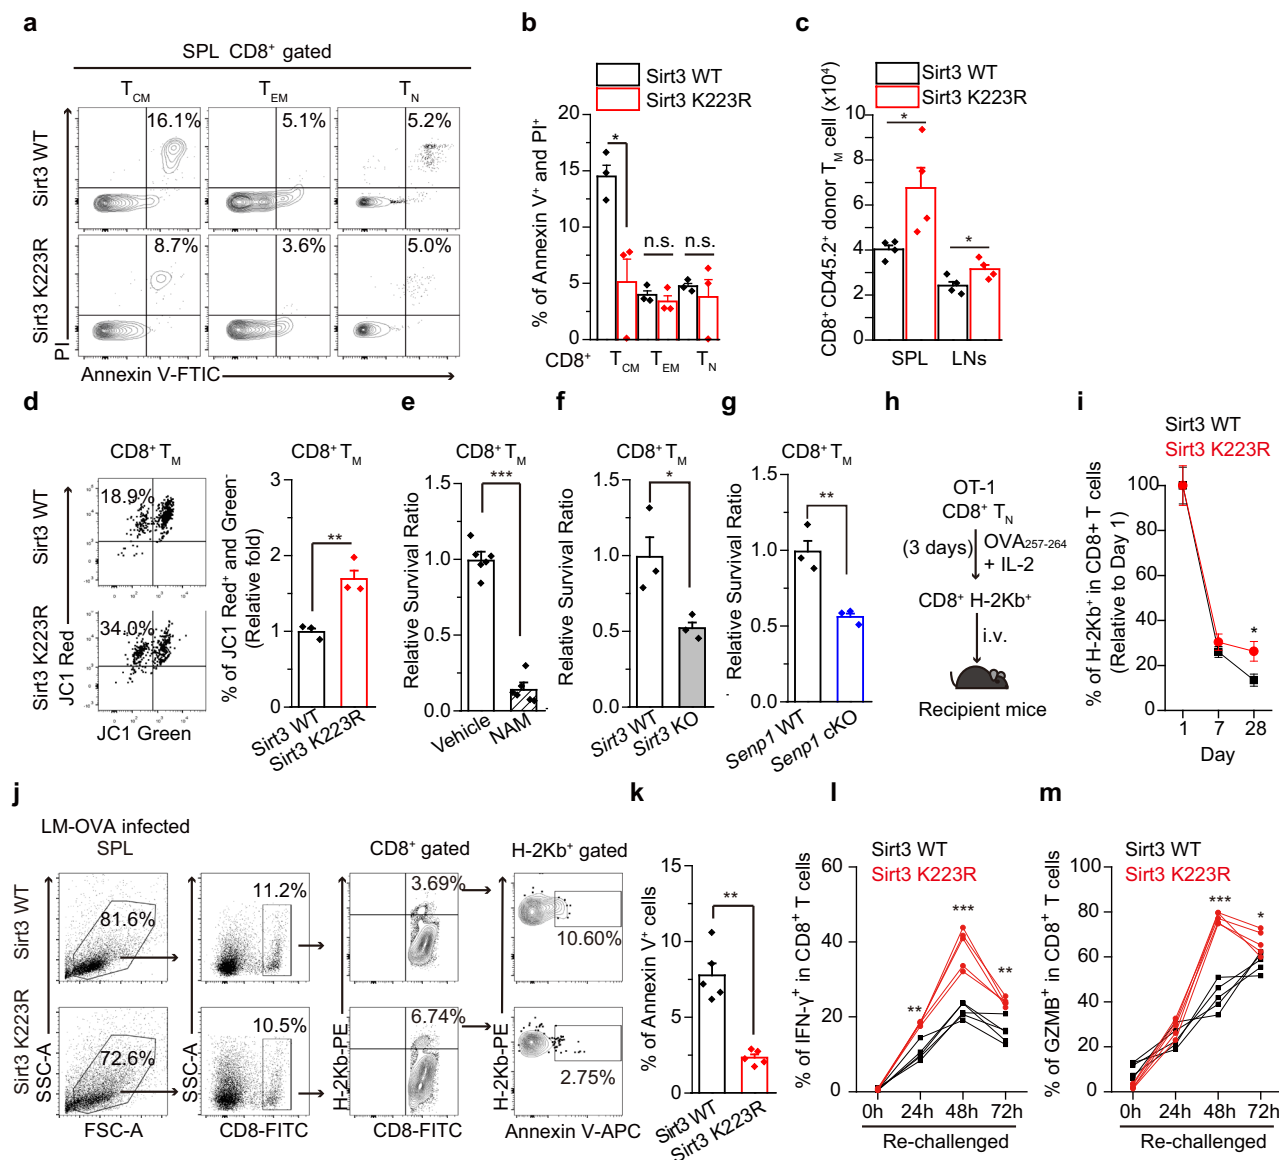 a
SPL CD8⁺ gated
T_CM T_EM T_N
Sirt3 WT
16.1% 5.1% 5.2%
Sirt3 K223R
8.7% 3.6% 5.0%
PI
Annexin V-FTIC
b
Sirt3 WT
Sirt3 K223R
% of Annexin V⁺ and PI⁺
20
15
10
5
0
* n.s. n.s.
CD8⁺ T_CM T_EM T_N
c
Sirt3 WT
Sirt3 K223R
CD8⁺ CD45.2⁺ donor T_M cell (x10⁴)
10
8
6
4
2
0
* *
SPL LNs
d
CD8⁺ T_M
Sirt3 WT
18.9%
Sirt3 K223R
34.0%
JC1 Red
JC1 Green
CD8⁺ T_M
% of JC1 Red⁺ and Green⁻
(Relative fold)
3
2
1
0
**
Sirt3 WT
Sirt3 K223R
e
CD8⁺ T_M
Relative Survival Ratio
1.5
1.0
0.5
0.0
***
Vehicle
NAM
f
CD8⁺ T_M
Relative Survival Ratio
1.5
1.0
0.5
0.0
*
Sirt3 WT
Sirt3 KO
g
CD8⁺ T_M
Relative Survival Ratio
1.5
1.0
0.5
0.0
**
Senp1 WT
Senp1 cKO
h
OT-1
CD8⁺ T_N
(3 days) OVA₂₅₇₋₂₆₄
+ IL-2
CD8⁺ H-2Kb⁺
i.v.
Recipient mice
i
Sirt3 WT
Sirt3 K223R
% of H-2Kb⁺ in CD8+ T cells
(Relative to Day 1)
100
80
60
40
20
0
*
1 7 28
Day
j
LM-OVA infected
SPL
CD8⁺ gated
H-2Kb⁺ gated
Sirt3 WT
81.6%
11.2%
3.69%
10.60%
Sirt3 K223R
72.6%
10.5%
6.74%
2.75%
SSC-A
SSC-A
H-2Kb-PE
H-2Kb-PE
FSC-A
CD8-FITC
CD8-FITC
Annexin V-APC
k
% of Annexin V⁺ cells
15
10
5
0
**
Sirt3 WT
Sirt3 K223R
l
Sirt3 WT
Sirt3 K223R
% of IFN-γ⁺ in CD8⁺ T cells
60
40
20
0
** *** **
0h 24h 48h 72h
Re-challenged
m
Sirt3 WT
Sirt3 K223R
% of GZMB⁺ in CD8⁺ T cells
100
80
60
40
20
0
*** *
0h 24h 48h 72h
Re-challenged